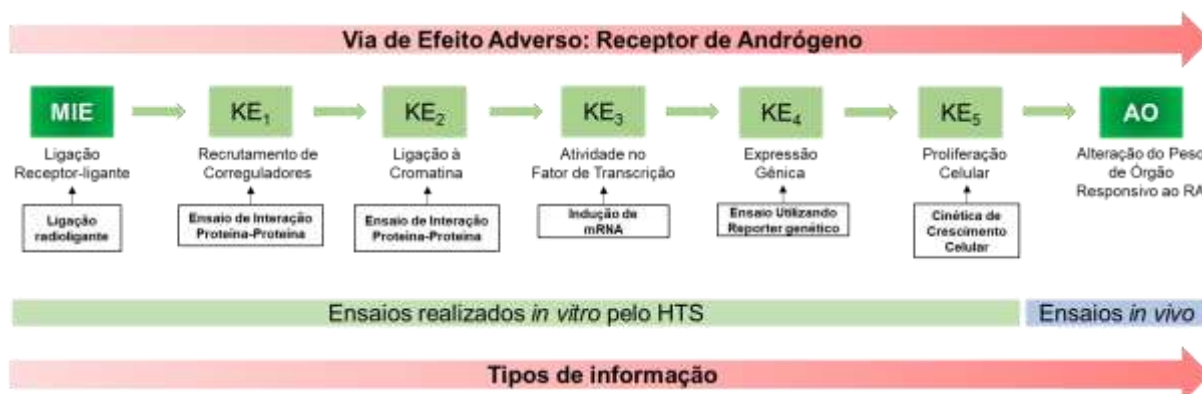 Via de Efeito Adverso: Receptor de Andrógeno
MIE
KE1
KE2
KE3
KE4
KE5
AO
Ligação
Receptor-ligante
Recrutamento de
Correguladores
Ligação à
Cromatina
Atividade no
Fator de Transcrição
Expressão
Gênica
Proliferação
Celular
Alteração do Peso
de Órgão
Responsivo ao RA
Ligação
radioligante
Ensaio de Interação
Proteína-Proteína
Ensaio de Interação
Proteína-Proteína
Indução de
mRNA
Ensaio Utilizando
Reporter genético
Cinética de
Crescimento
Celular
Ensaios realizados in vitro pelo HTS
Ensaios in vivo
Tipos de informação